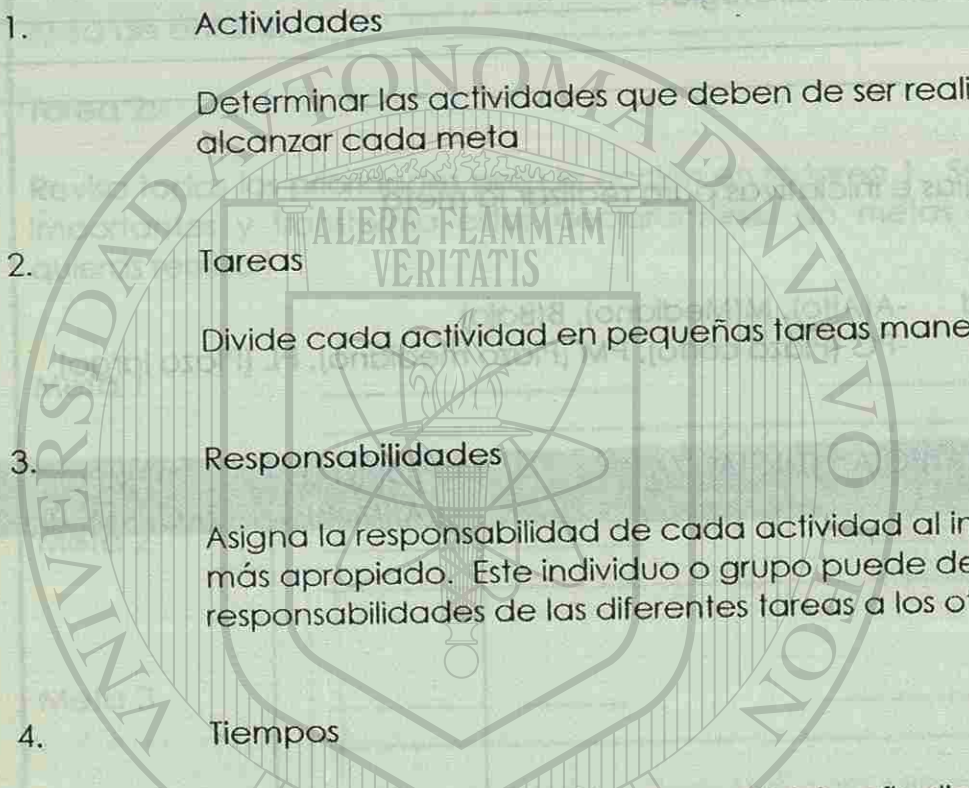 1. Actividades
Determinar las actividades que deben de ser reali
alcanzar cada meta
ALERE FLAMMAM
VERITATIS
2. Tareas
Divide cada actividad en pequeñas tareas mane
3. Responsabilidades
Asigna la responsabilidad de cada actividad al in
más apropiado. Este individuo o grupo puede de
responsabilidades de las diferentes tareas a los o
4. Tiempos